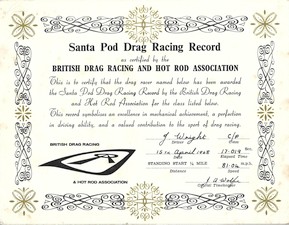 Santa Pod Drag Racing Record
as certified by the
BRITISH DRAG RACING AND HOT ROD ASSOCIATION
This is to certify that the drag racer named below has been awarded
the Santa Pod Drag Racing Record by the British Drag Racing
and Hot Rod Association for the class listed below.
This record symbolizes an excellence in mechanical achievement, a perfection
in driving ability, and a valued contribution to the sport of drag racing.
J. Wright
Driver
Class
BRITISH DRAG RACING
15th April 1968
Date
Elapsed Time
STANDING START ¼ MILE
Distance
Speed
Official Timekeeper
& HOT ROD ASSOCIATION